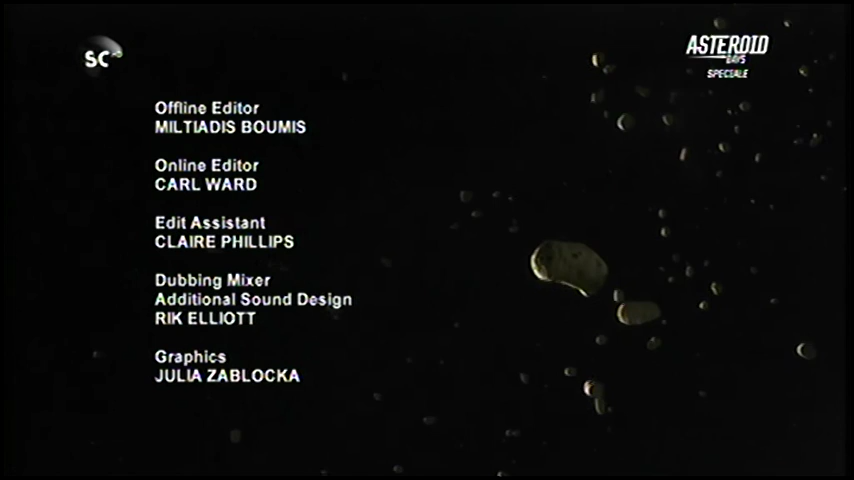 SC HD
ASTEROID
DAYS
SPECIALE
Offline Editor
MILTIADIS BOUMIS
Online Editor
CARL WARD
Edit Assistant
CLAIRE PHILLIPS
Dubbing Mixer
Additional Sound Design
RIK ELLIOTT
Graphics
JULIA ZABLOCKA